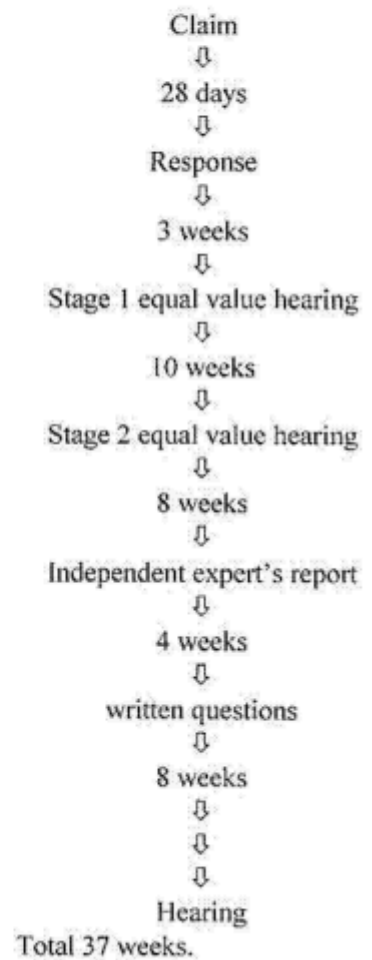 Claim
⇩
28 days
⇩
Response
⇩
3 weeks
⇩
Stage 1 equal value hearing
⇩
10 weeks
⇩
Stage 2 equal value hearing
⇩
8 weeks
⇩
Independent expert's report
⇩
4 weeks
⇩
written questions
⇩
8 weeks
⇩
⇩
⇩
Hearing
Total 37 weeks.